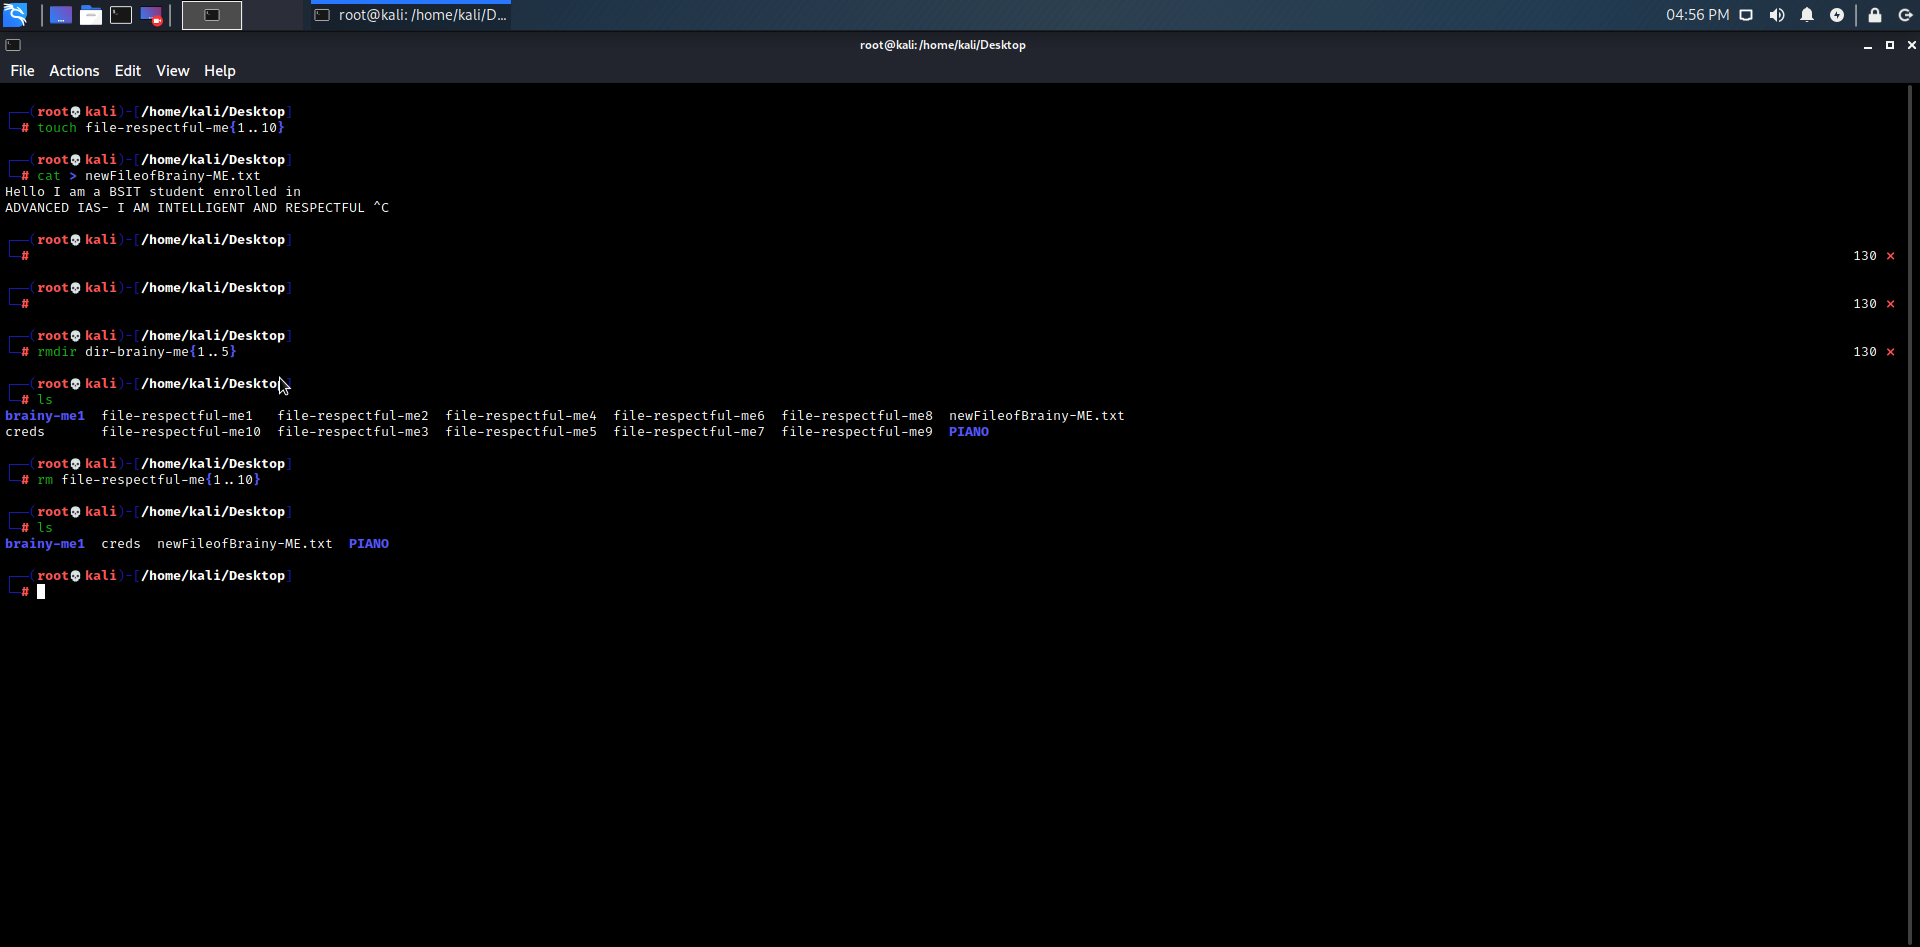 root@kali: /home/kali/D...
04:56 PM
root@kali:/home/kali/Desktop
File Actions Edit View Help
(root💀kali)-[/home/kali/Desktop]
# touch file-respectful-me{1..10}
(root💀kali)-[/home/kali/Desktop]
# cat > newFileofBrainy-ME.txt
Hello I am a BSIT student enrolled in
ADVANCED IAS- I AM INTELLIGENT AND RESPECTFUL ^C
(root💀kali)-[/home/kali/Desktop]
# 130 ⨯
(root💀kali)-[/home/kali/Desktop]
# 130 ⨯
(root💀kali)-[/home/kali/Desktop]
# rmdir dir-brainy-me{1..5} 130 ⨯
(root💀kali)-[/home/kali/Desktop]
# ls
brainy-me1 file-respectful-me1 file-respectful-me2 file-respectful-me4 file-respectful-me6 file-respectful-me8 newFileofBrainy-ME.txt
creds file-respectful-me10 file-respectful-me3 file-respectful-me5 file-respectful-me7 file-respectful-me9 PIANO
(root💀kali)-[/home/kali/Desktop]
# rm file-respectful-me{1..10}
(root💀kali)-[/home/kali/Desktop]
# ls
brainy-me1 creds newFileofBrainy-ME.txt PIANO
(root💀kali)-[/home/kali/Desktop]
#